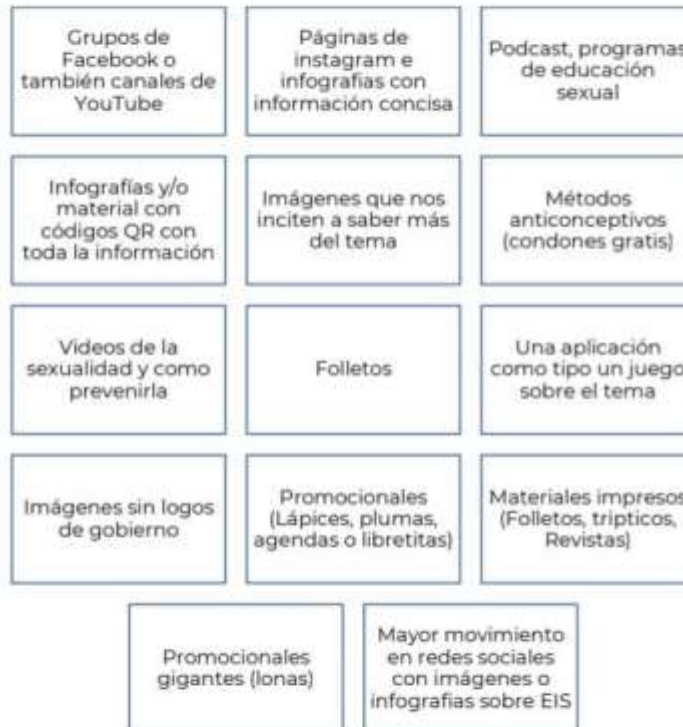 Grupos de
Facebook o
también canales de
YouTube
Páginas de
instagram e
infografias con
información concisa
Podcast, programas
de educación
sexual
Infografías y/o
material con
códigos QR con
toda la información
Imágenes que nos
inciten a saber más
del tema
Métodos
anticonceptivos
(condones gratis)
Videos de la
sexualidad y como
prevenirla
Folletos
Una aplicación
como tipo un juego
sobre el tema
Imágenes sin logos
de gobierno
Promocionales
(Lápices, plumas,
agendas o libretitas)
Materiales impresos
(Folletos, tripticos,
Revistas)
Promocionales
gigantes (lonas)
Mayor movimiento
en redes sociales
con imágenes o
infografias sobre EIS